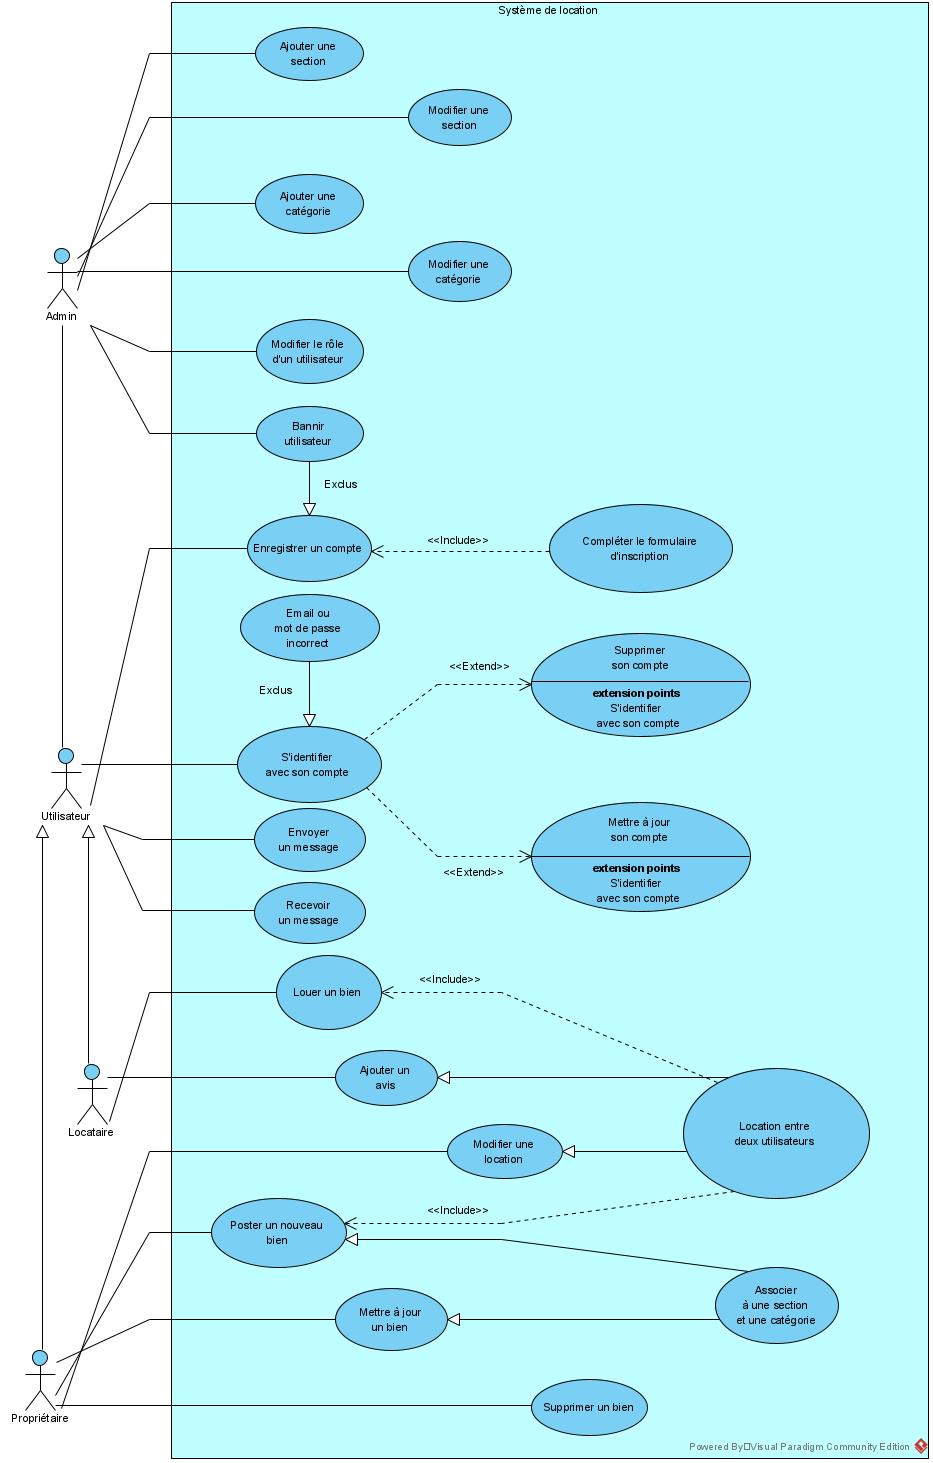 Système de location
Ajouter une
section
Modifier une
section
Ajouter une
catégorie
Modifier une
catégorie
Admin
Modifier le rôle
d'un utilisateur
Bannir
utilisateur
Exclus
Enregistrer un compte
<<Include>>
Compléter le formulaire
d'inscription
Email ou
mot de passe
incorrect
Exclus
<<Extend>>
Supprimer
son compte
extension points
S'identifier
avec son compte
S'identifier
avec son compte
Utilisateur
Mettre à jour
son compte
extension points
S'identifier
avec son compte
<<Extend>>
Envoyer
un message
Recevoir
un message
Louer un bien
<<Include>>
Ajouter un
avis
Locataire
Location entre
deux utilisateurs
Modifier une
location
<<Include>>
Poster un nouveau
bien
Associer
à une section
et une catégorie
Mettre à jour
un bien
Propriétaire
Supprimer un bien
Powered By□Visual Paradigm Community Edition